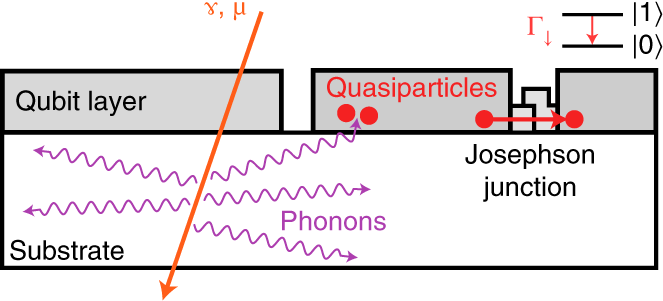 ɤ, μ
|1⟩
Γ↓
|0⟩
Qubit layer
Quasiparticles
Josephson
junction
Phonons
Substrate